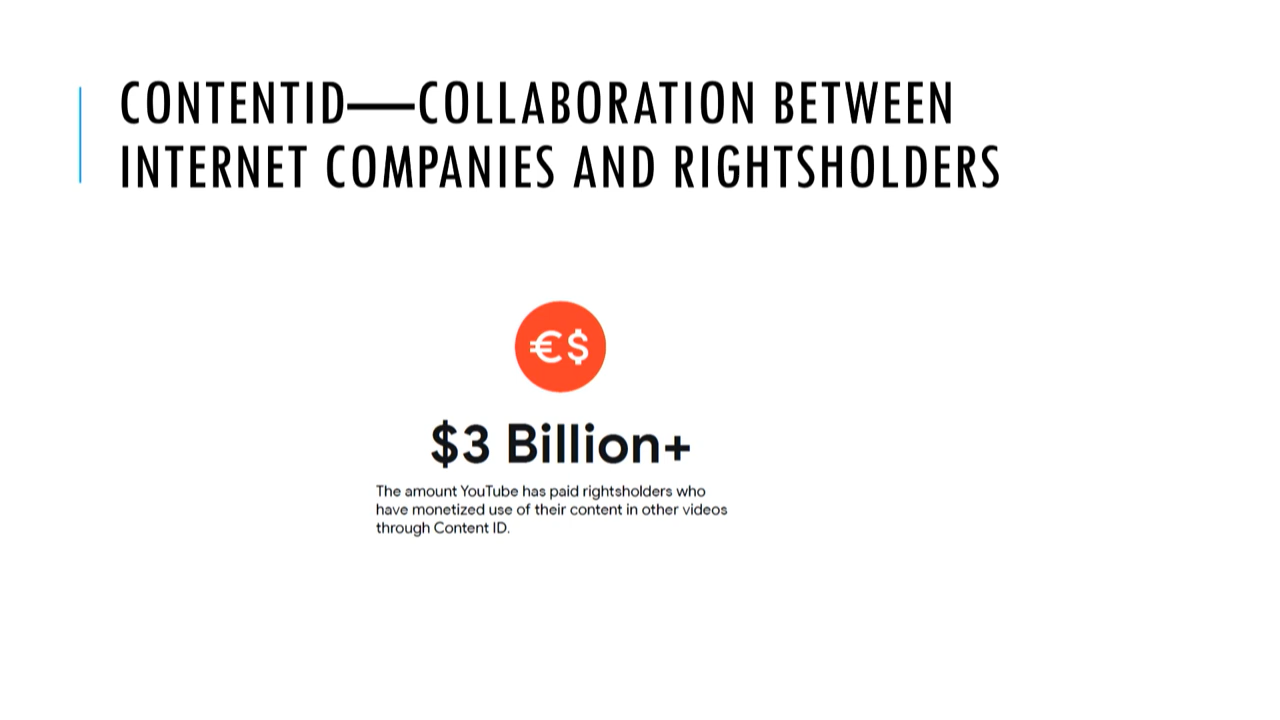 CONTENTID—COLLABORATION BETWEEN
INTERNET COMPANIES AND RIGHTSHOLDERS
€$
$3 Billion+
The amount YouTube has paid rightsholders who
have monetized use of their content in other videos
through Content ID.